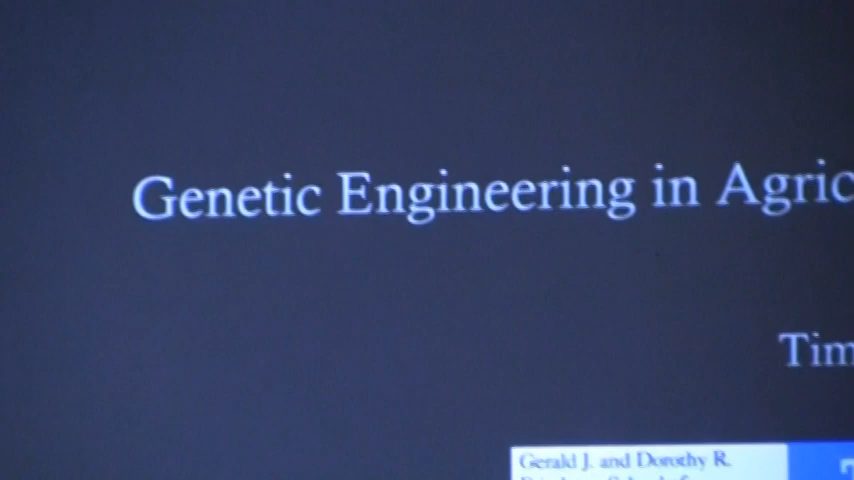 Genetic Engineering in Agric
Tim
Gerald J. and Dorothy R.